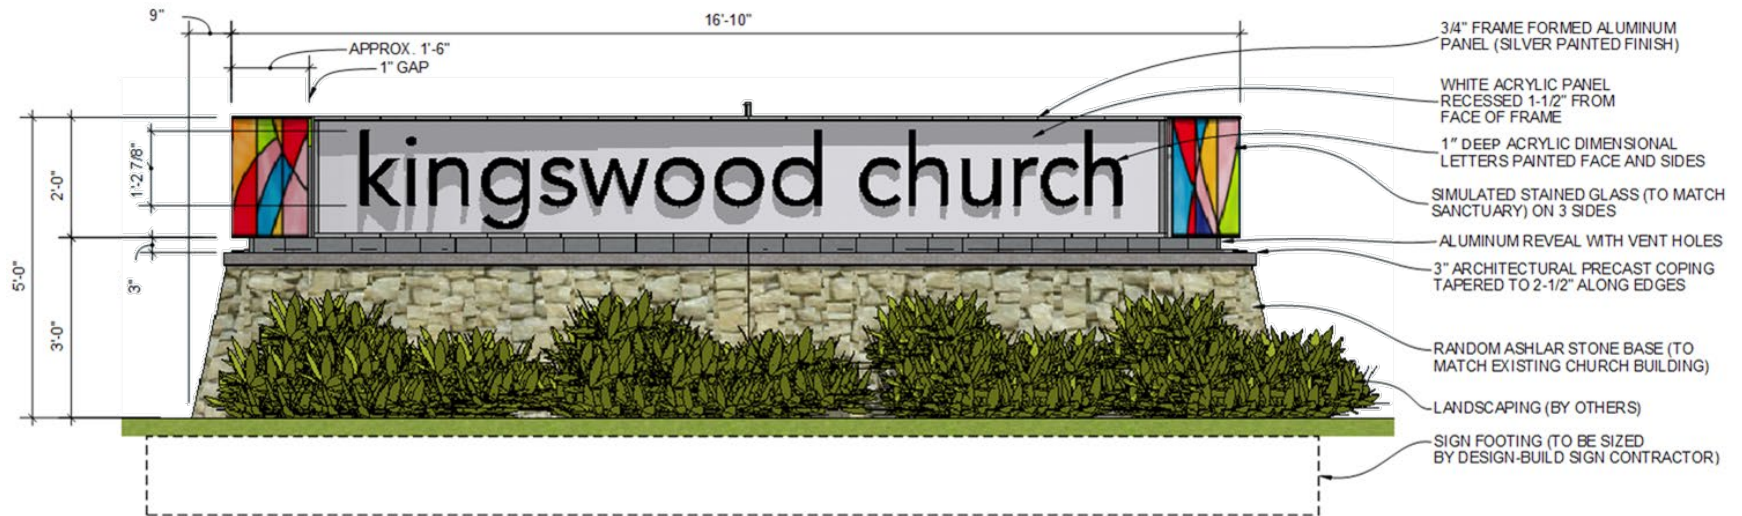 9"
16'-10"
APPROX. 1'-6"
1" GAP
3/4" FRAME FORMED ALUMINUM
PANEL (SILVER PAINTED FINISH)
WHITE ACRYLIC PANEL
RECESSED 1-1/2" FROM
FACE OF FRAME
1" DEEP ACRYLIC DIMENSIONAL
LETTERS PAINTED FACE AND SIDES
SIMULATED STAINED GLASS (TO MATCH
SANCTUARY) ON 3 SIDES
ALUMINUM REVEAL WITH VENT HOLES
3" ARCHITECTURAL PRECAST COPING
TAPERED TO 2-1/2" ALONG EDGES
RANDOM ASHLAR STONE BASE (TO
MATCH EXISTING CHURCH BUILDING)
LANDSCAPING (BY OTHERS)
SIGN FOOTING (TO BE SIZED
BY DESIGN-BUILD SIGN CONTRACTOR)
kingswood church
5'-0"
2'-0"
1'-2 7/8"
3"
3'-0"